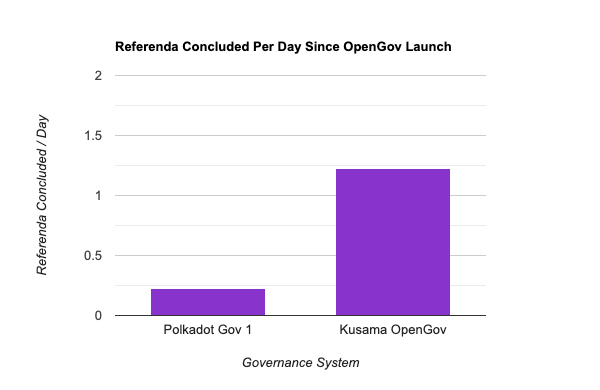 Referenda Concluded Per Day Since OpenGov Launch
Referenda Concluded / Day
2
1.5
1
0.5
0
Polkadot Gov 1
Kusama OpenGov
Governance System